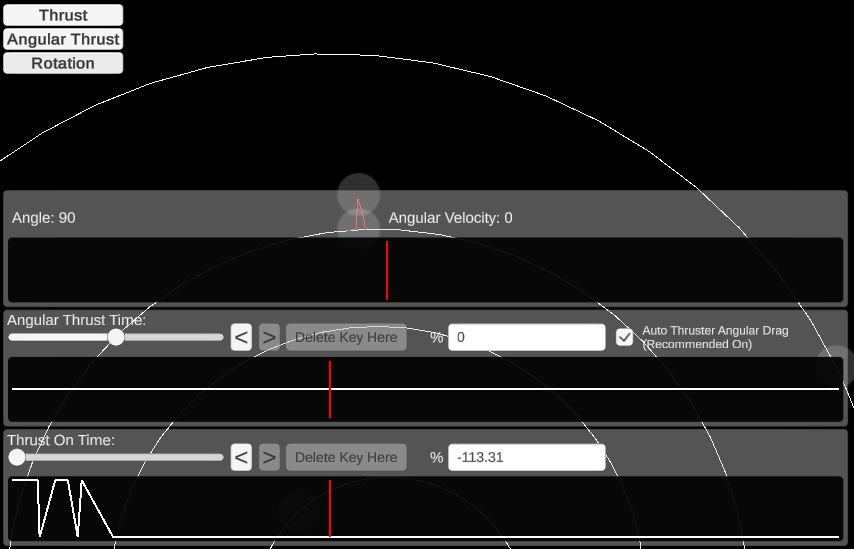 Thrust
Angular Thrust
Rotation
Angle: 90
Angular Velocity: 0
Angular Thrust Time:
< > Delete Key Here % 0
Auto Thruster Angular Drag
(Recommended On)
Thrust On Time:
< > Delete Key Here % -113.31